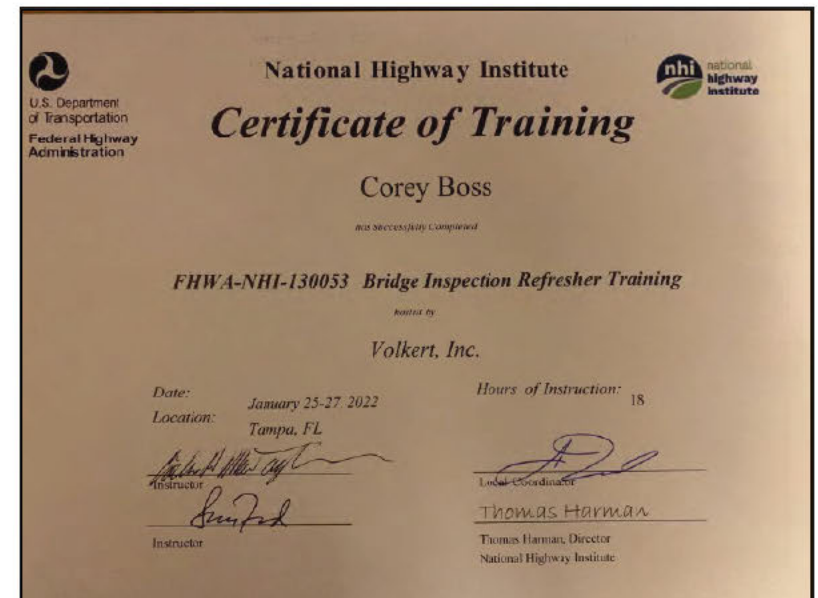 U.S. Department
of Transportation
Federal Highway
Administration
National Highway Institute
nhi national
highway
institute
Certificate of Training
Corey Boss
Has Successfully Completed
FHWA-NHI-130053 Bridge Inspection Refresher Training
hosted by
Volkert, Inc.
Date: January 25-27, 2022
Location: Tampa, FL
Hours of Instruction: 18
Instructor
Local Coordinator
Instructor
Thomas Harman
Thomas Harman, Director
National Highway Institute